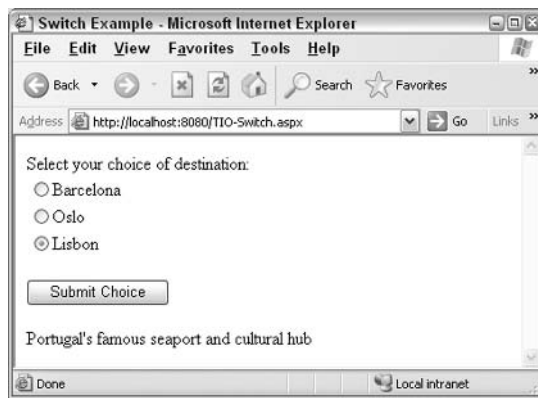 Switch Example - Microsoft Internet Explorer
File Edit View Favorites Tools Help
Back Search Favorites »
Address http://localhost:8080/TIO-Switch.aspx Go Links »
Select your choice of destination:
Barcelona
Oslo
Lisbon
Submit Choice
Portugal's famous seaport and cultural hub
Done Local intranet